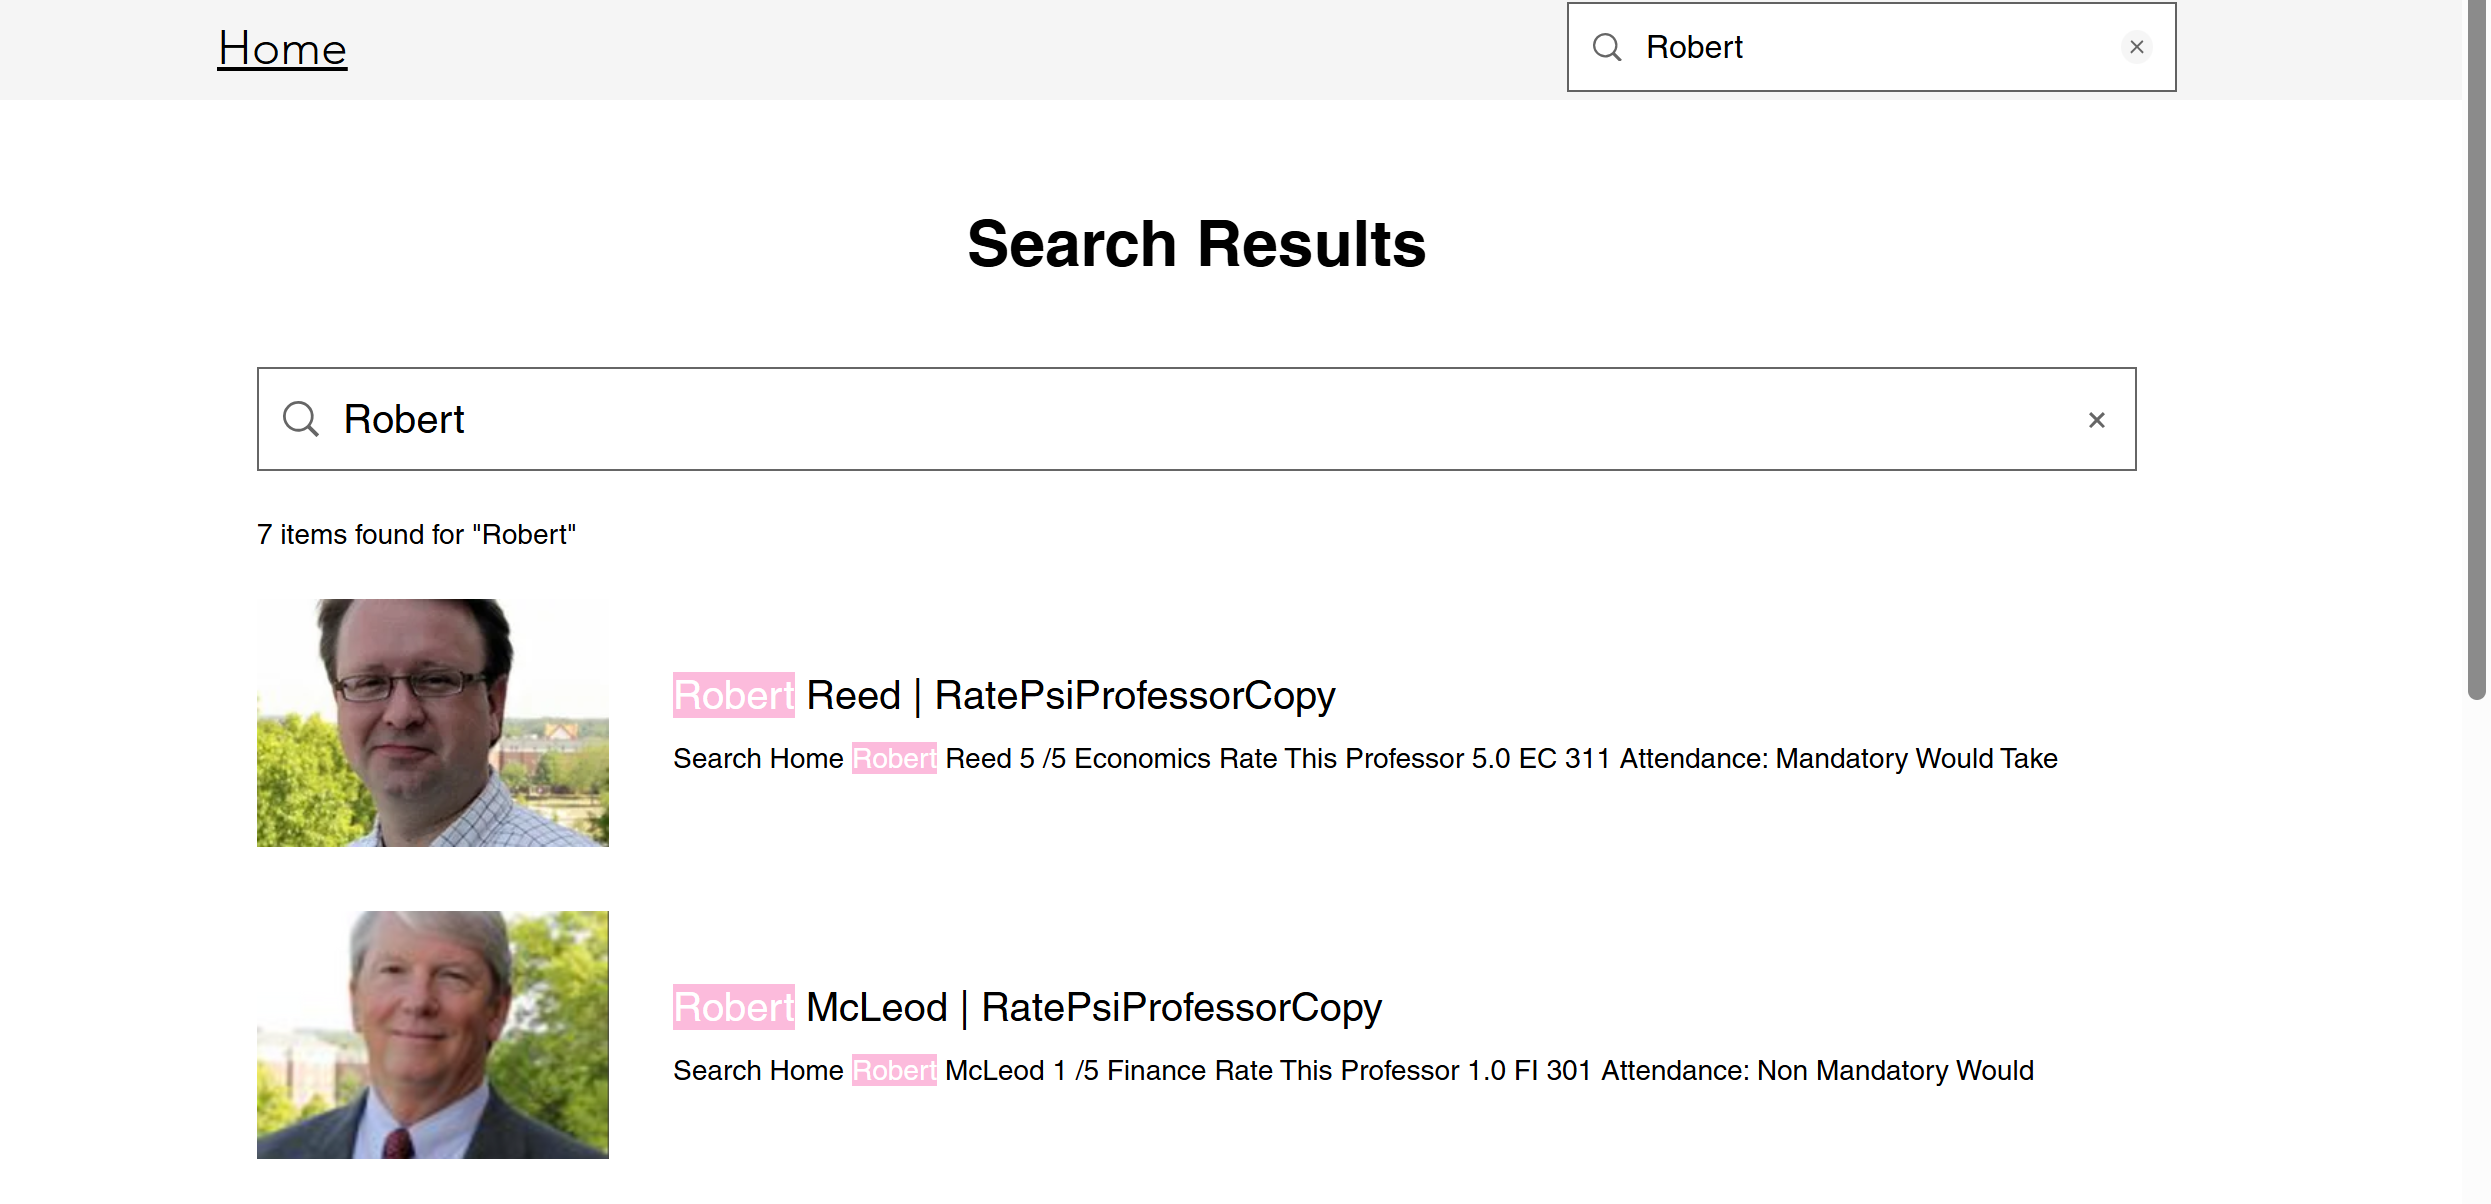 Home
Robert
Search Results
Robert
7 items found for "Robert"
Robert Reed | RatePsiProfessorCopy
Search Home Robert Reed 5 /5 Economics Rate This Professor 5.0 EC 311 Attendance: Mandatory Would Take
Robert McLeod | RatePsiProfessorCopy
Search Home Robert McLeod 1 /5 Finance Rate This Professor 1.0 FI 301 Attendance: Non Mandatory Would